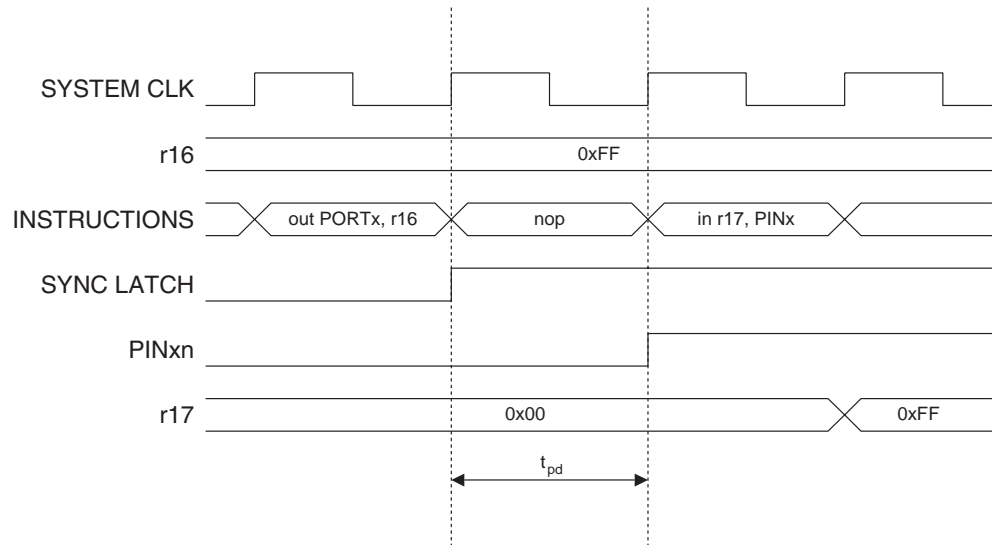 SYSTEM CLK
r16
0xFF
INSTRUCTIONS
out PORTx, r16
nop
in r17, PINx
SYNC LATCH
PINxn
r17
0x00
0xFF
tpd